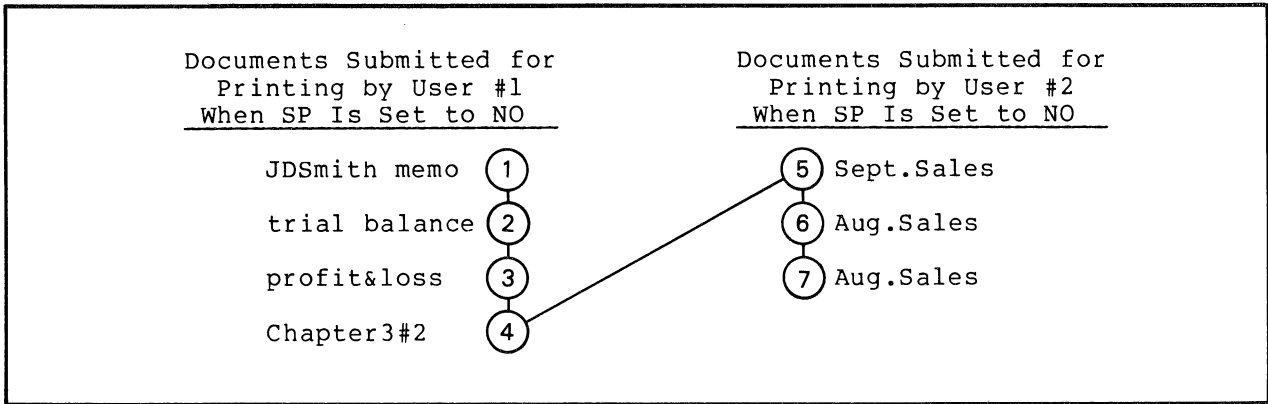 Documents Submitted for
Printing by User #1
When SP Is Set to NO
JDSmith memo 1
trial balance 2
profit&loss 3
Chapter3#2 4
Documents Submitted for
Printing by User #2
When SP Is Set to NO
5 Sept.Sales
6 Aug.Sales
7 Aug.Sales